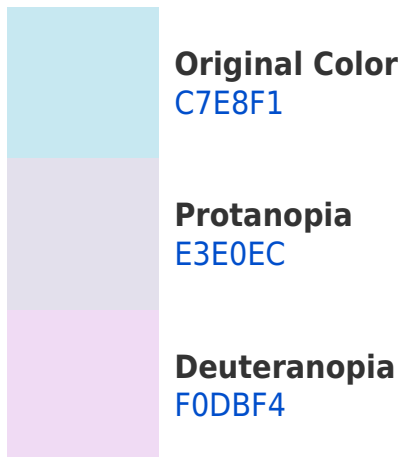 Original Color
C7E8F1
Protanopia
E3E0EC
Deuteranopia
F0DBF4